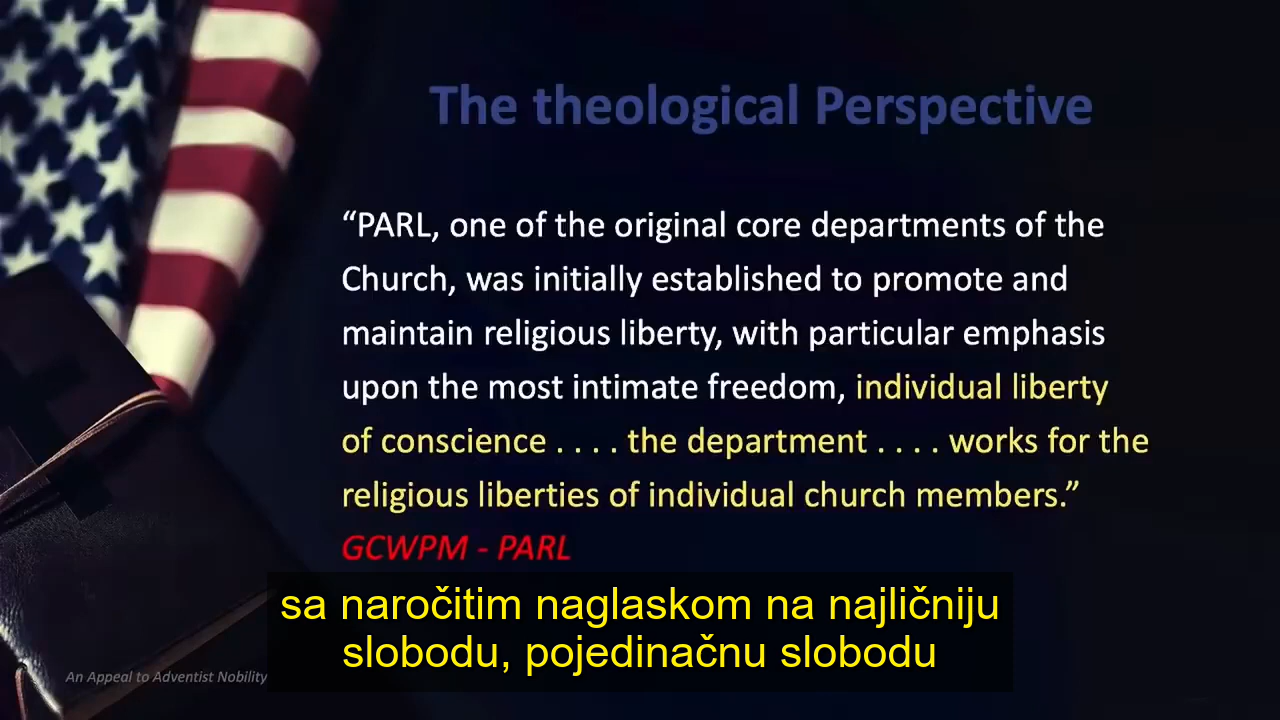 The theological Perspective
“PARL, one of the original core departments of the
Church, was initially established to promote and
maintain religious liberty, with particular emphasis
upon the most intimate freedom, individual liberty
of conscience . . . . the department . . . . works for the
religious liberties of individual church members.”
GCWPM - PARL
sa naročitim naglaskom na najličniju
slobodu, pojedinačnu slobodu
An Appeal to Adventist Nobility